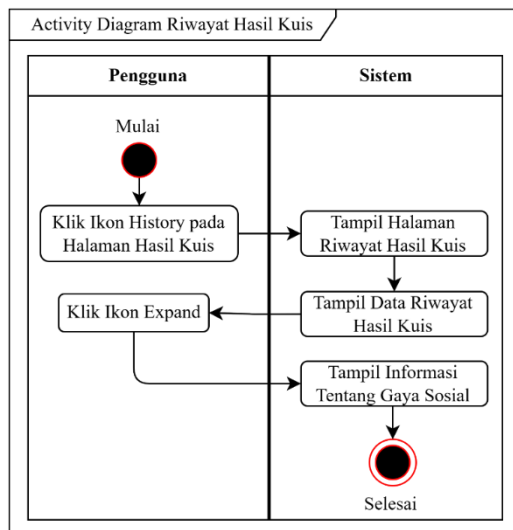 Activity Diagram Riwayat Hasil Kuis
Pengguna
Sistem
Mulai
Klik Ikon History pada
Halaman Hasil Kuis
Tampil Halaman
Riwayat Hasil Kuis
Tampil Data Riwayat
Hasil Kuis
Klik Ikon Expand
Tampil Informasi
Tentang Gaya Sosial
Selesai